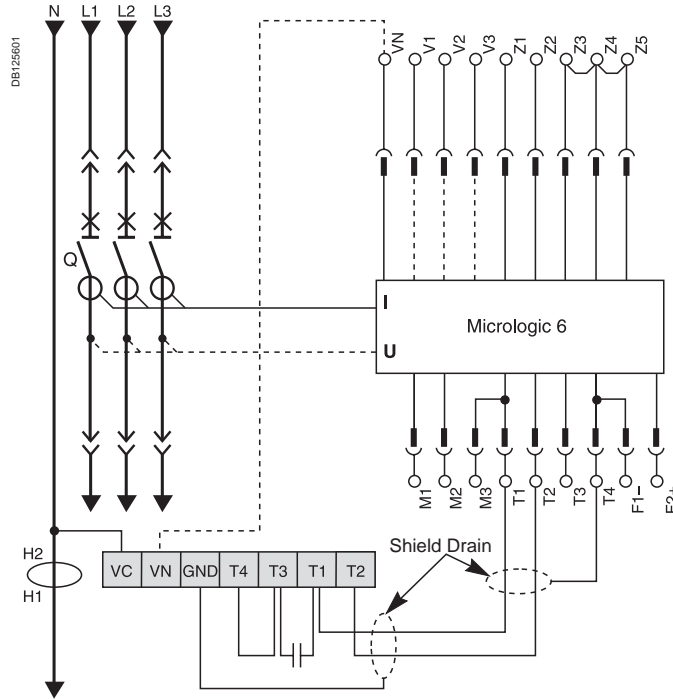 DB125601
N L1 L2 L3
VN V1 V2 V3 Z1 Z2 Z3 Z4 Z5
Q
I
Micrologic 6
U
M1 M2 M3 T1 T2 T3 T4 F1–
Shield Drain
H2
VC VN GND T4 T3 T1 T2
H1